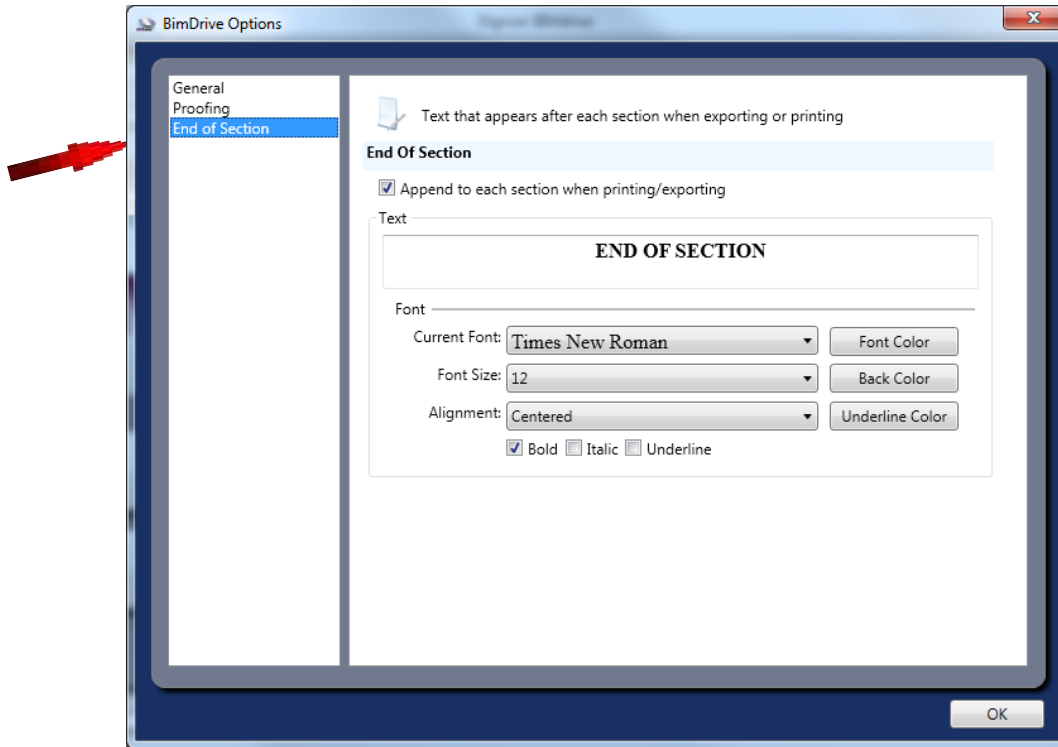 BimDrive Options
General
Proofing
End of Section
Text that appears after each section when exporting or printing
End Of Section
Append to each section when printing/exporting
Text
END OF SECTION
Font
Current Font: Times New Roman Font Color
Font Size: 12 Back Color
Alignment: Centered Underline Color
Bold Italic Underline
OK